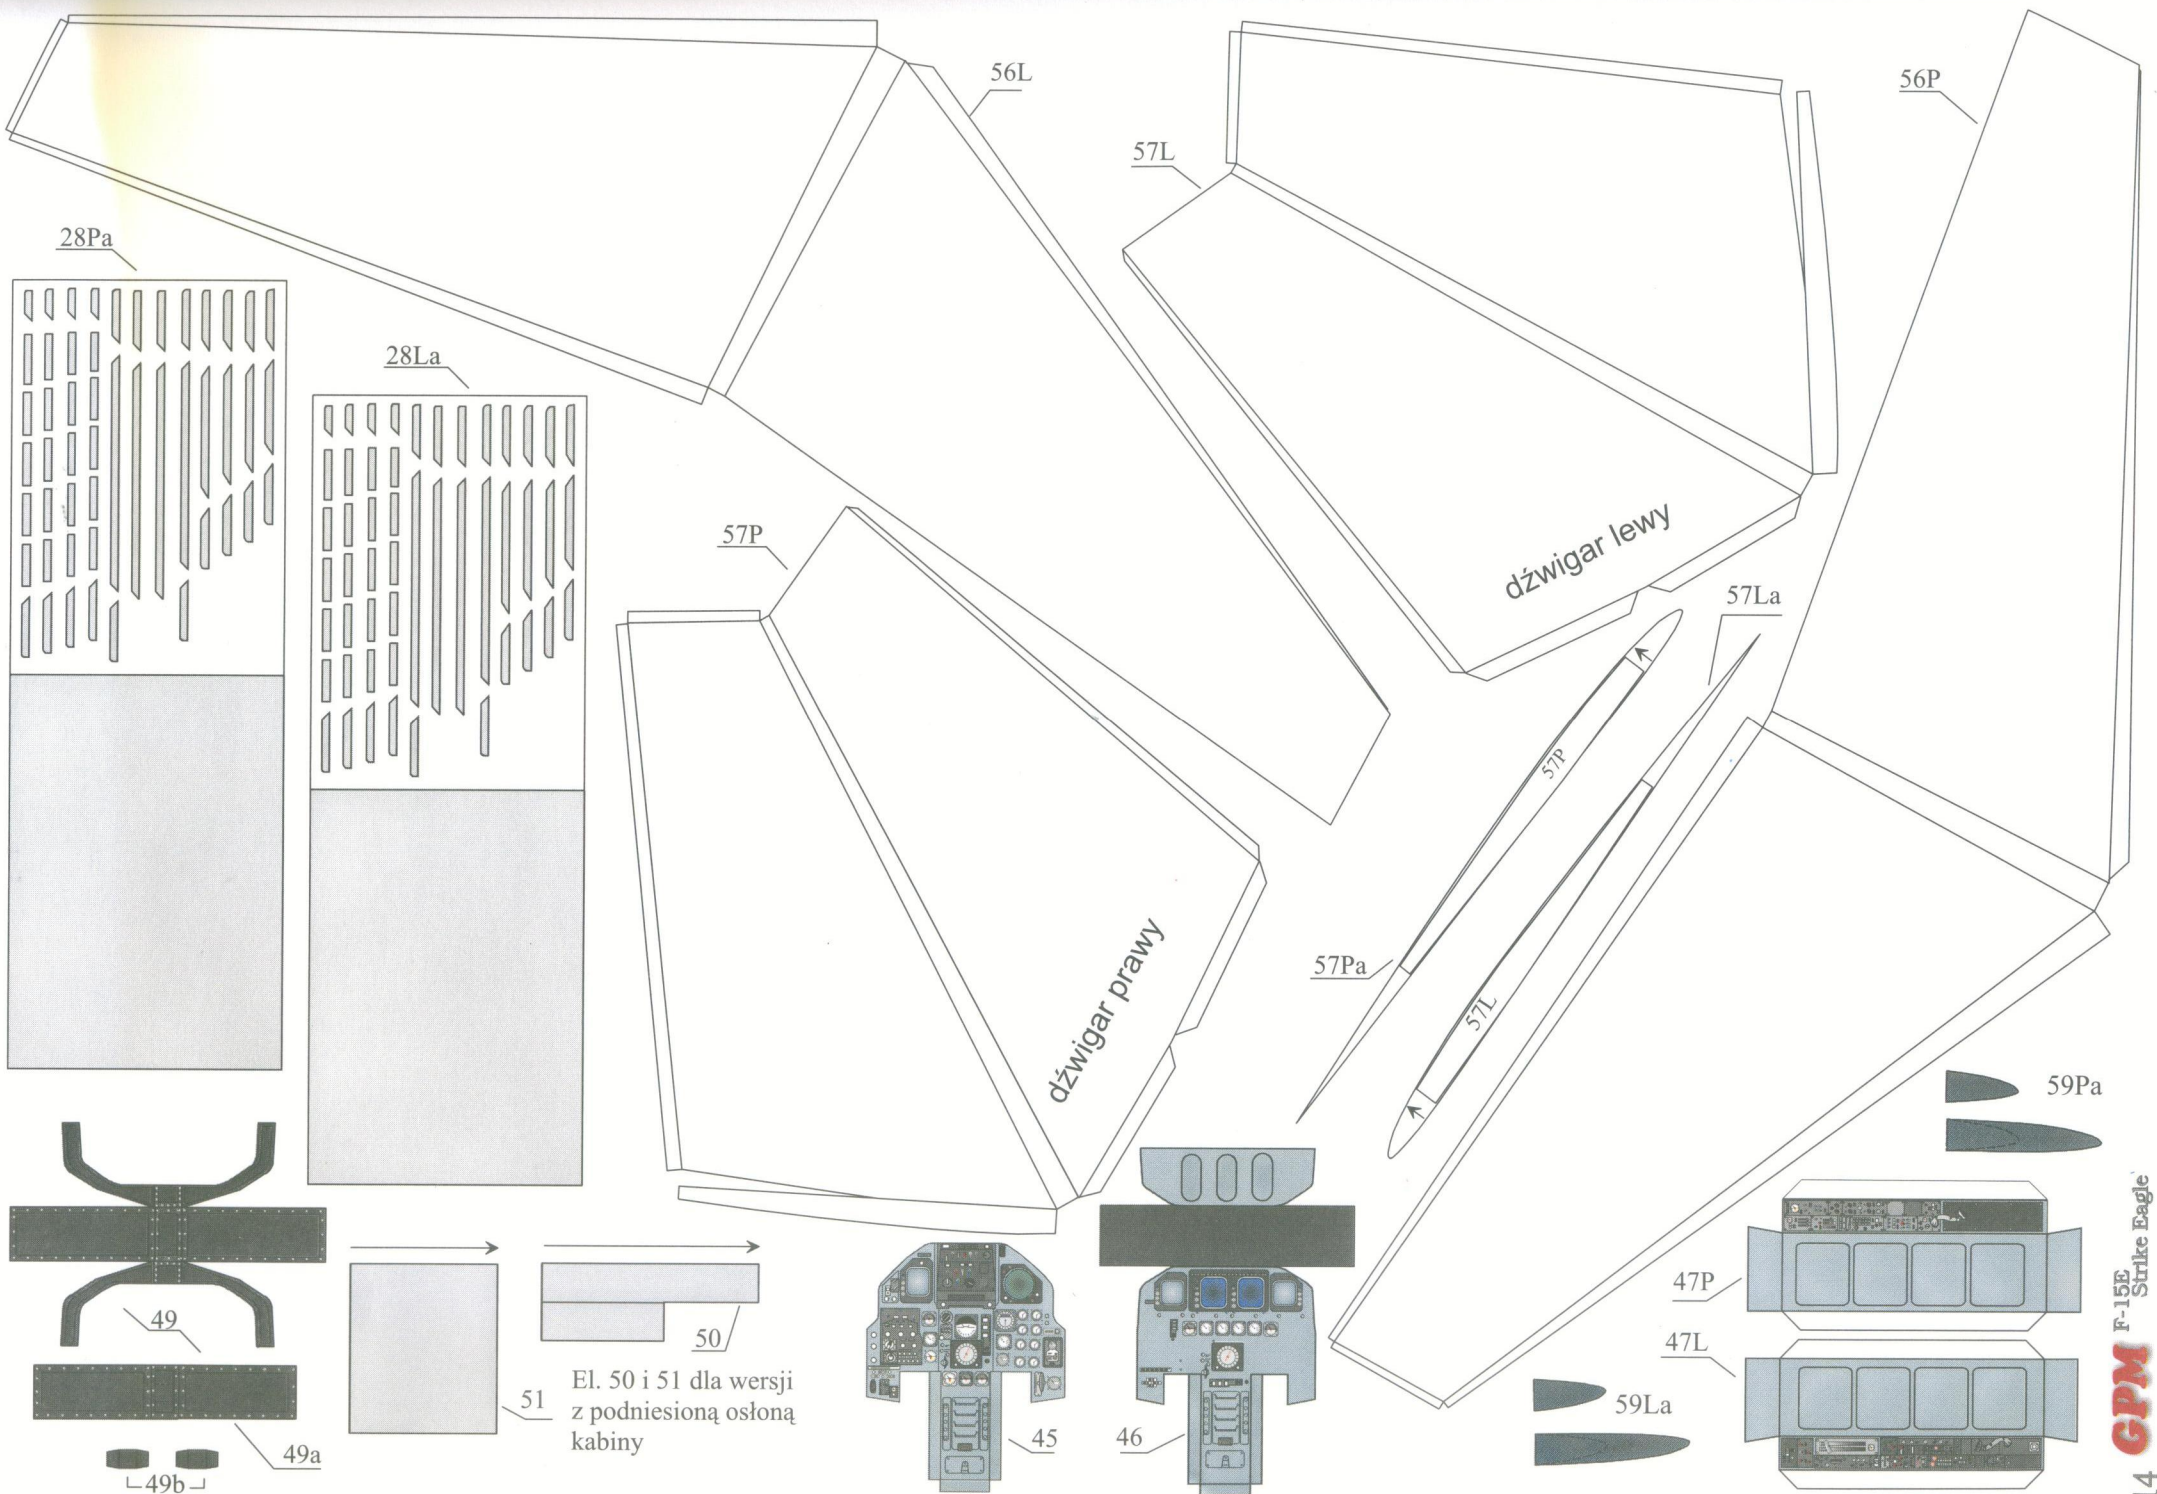 56L
56P
57L
28Pa
28La
57P
dźwigar lewy
57La
57P
57Pa
dźwigar prawy
57L
59Pa
49
50
51
El. 50 i 51 dla wersji
z podniesioną osłoną
kabiny
49a
49b
45
46
47P
47L
59La
GPM F-15E
Strike Eagle
14